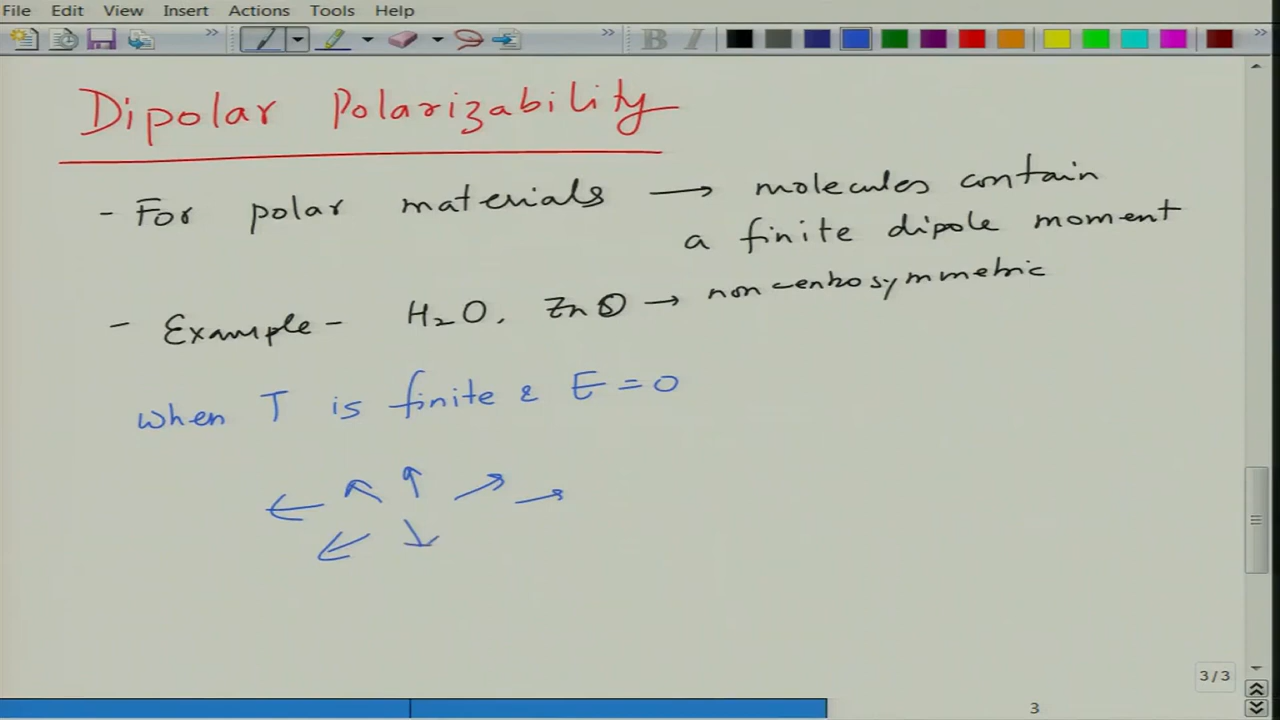 File Edit View Insert Actions Tools Help
B I
Dipolar Polarizability
- For polar materials → molecules contain
a finite dipole moment
- Example - H₂O, ZnO → noncentrosymmetric
When T is finite & E = 0
3/3
3